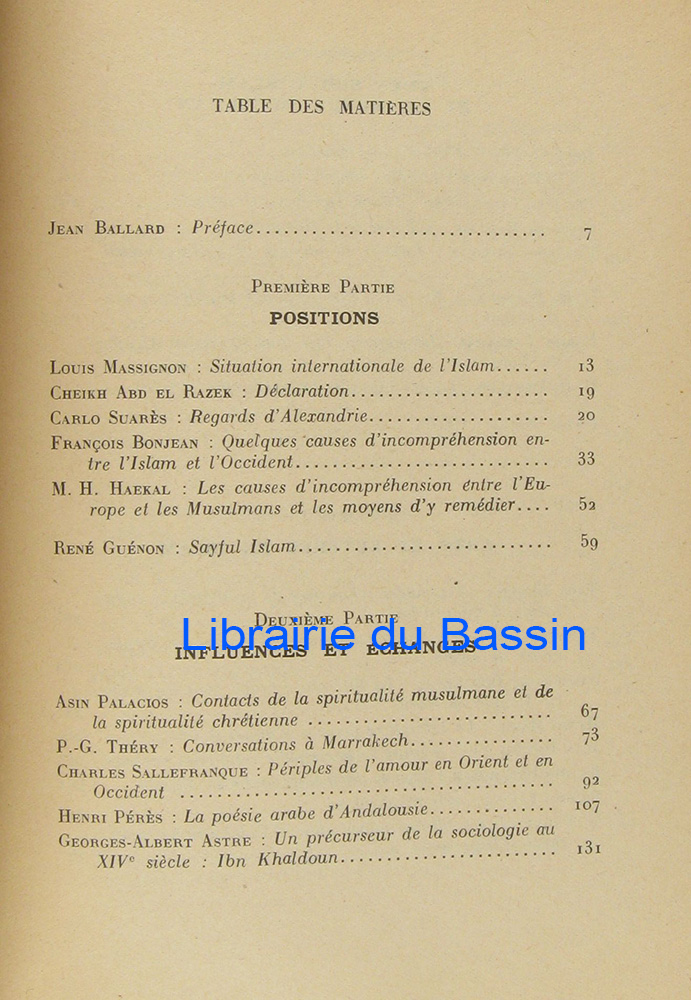 TABLE DES MATIÈRES
JEAN BALLARD : Préface............................... 7
PREMIÈRE PARTIE
POSITIONS
LOUIS MASSIGNON : Situation internationale de l'Islam...... 13
CHEIKH ABD EL RAZEK : Déclaration...................... 19
CARLO SUARÈS : Regards d'Alexandrie.................... 20
FRANÇOIS BONJEAN : Quelques causes d'incompréhension en-
tre l'Islam et l'Occident............................ 33
M. H. HAEKAL : Les causes d'incompréhension entre l'Eu-
rope et les Musulmans et les moyens d'y remédier.... 52
RENÉ GUÉNON : Sayful Islam............................ 59
DEUXIÈME PARTIE
Librairie du Bassin
INFLUENCES ET ECHANGES
ASIN PALACIOS : Contacts de la spiritualité musulmane et de
la spiritualité chrétienne ........................... 67
P.-G. THÉRY : Conversations à Marrakech................ 73
CHARLES SALLEFRANQUE : Périples de l'amour en Orient et en
Occident .......................................... 92
HENRI PÉRÈS : La poésie arabe d'Andalousie.............. 107
GEORGES-ALBERT ASTRE : Un précurseur de la sociologie au
XIVe siècle : Ibn Khaldoun........................ 131